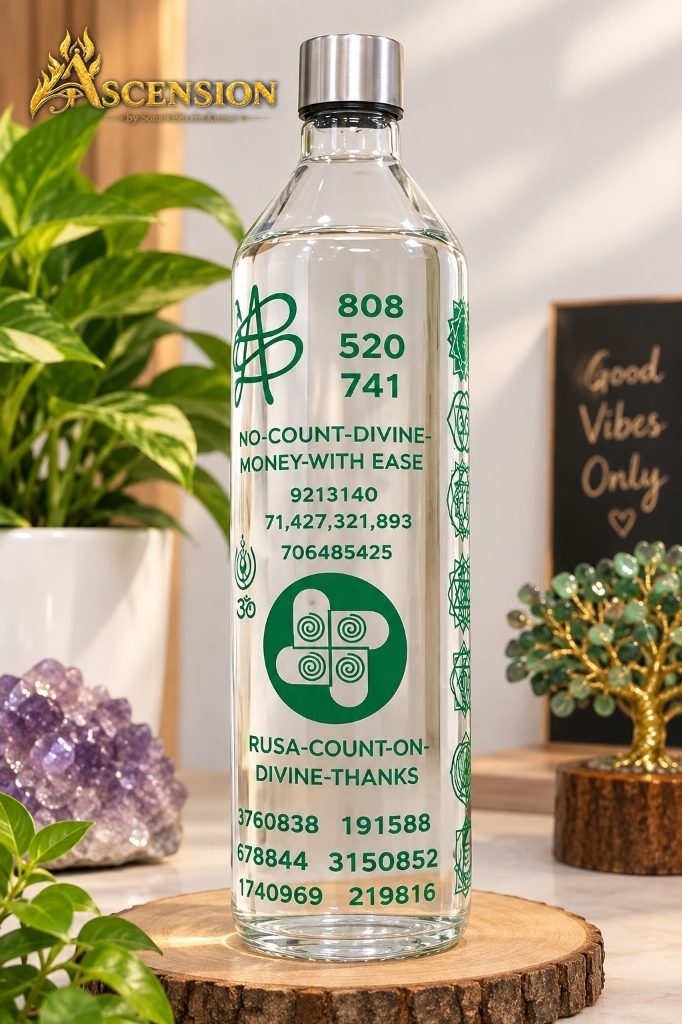 ASCENSION
808
520
741
NO-COUNT-DIVINE-
MONEY-WITH EASE
9213140
71,427,321,893
706485425
ॐ
RUSA-COUNT-ON-
DIVINE-THANKS
3760838 191588
678844 3150852
1740969 219816
Good
Vibes
Only